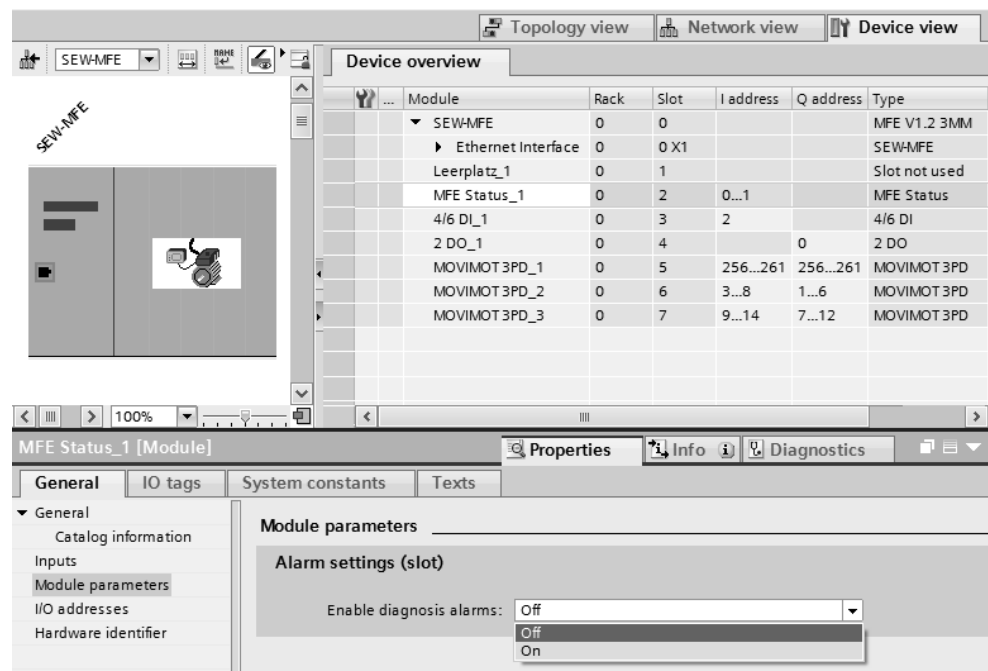 Topology view Network view Device view
SEW-MFE NAME Device overview
... Module Rack Slot I address Q address Type
SEW-MFE 0 0 MFE V1.2 3MM
Ethernet Interface 0 0 X1 SEW-MFE
Leerplatz_1 0 1 Slot not used
MFE Status_1 0 2 0...1 MFE Status
4/6 DI_1 0 3 2 4/6 DI
2 DO_1 0 4 0 2 DO
MOVIMOT 3PD_1 0 5 256...261 256...261 MOVIMOT 3PD
MOVIMOT 3PD_2 0 6 3...8 1...6 MOVIMOT 3PD
MOVIMOT 3PD_3 0 7 9...14 7...12 MOVIMOT 3PD
SEW-MFE
100%
MFE Status_1 [Module] Properties Info Diagnostics
General IO tags System constants Texts
General
Catalog information
Inputs
Module parameters
I/O addresses
Hardware identifier
Module parameters
Alarm settings (slot)
Enable diagnosis alarms: Off
Off
On